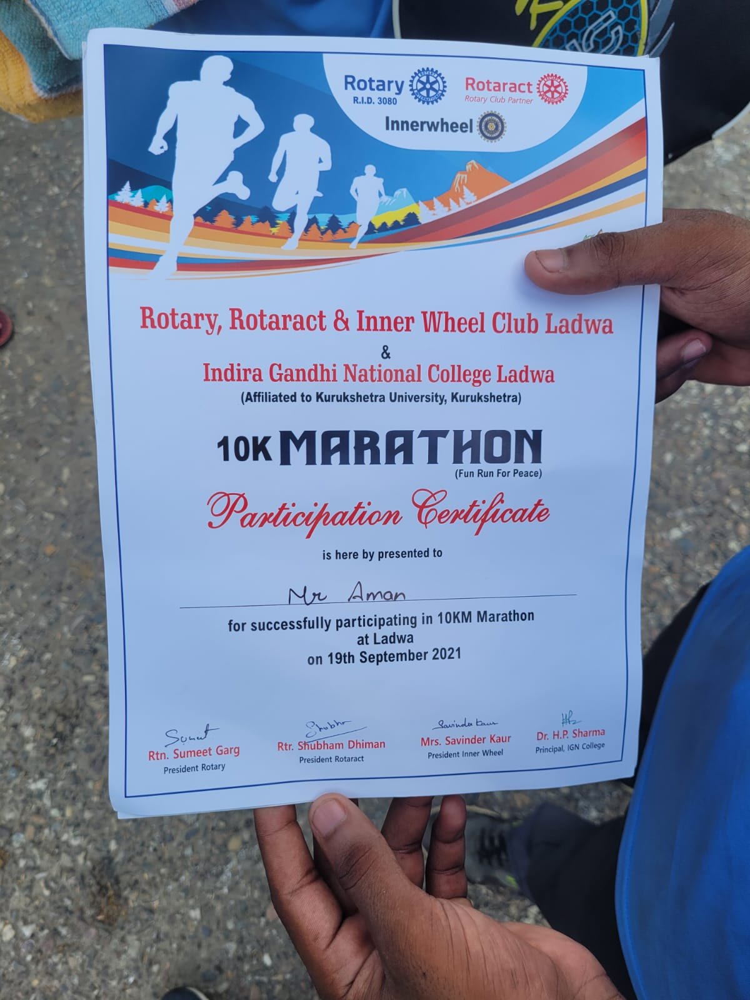 Rotary
R.I.D. 3080
Rotaract
Rotary Club Partner
Innerwheel
Rotary, Rotaract & Inner Wheel Club Ladwa
&
Indira Gandhi National College Ladwa
(Affiliated to Kurukshetra University, Kurukshetra)
10K MARATHON
(Fun Run For Peace)
Participation Certificate
is here by presented to
Mr Aman
for successfully participating in 10KM Marathon
at Ladwa
on 19th September 2021
Sumeet
Rtn. Sumeet Garg
President Rotary
Shubham
Rtr. Shubham Dhiman
President Rotaract
Savinder Kaur
Mrs. Savinder Kaur
President Inner Wheel
Dr. H.P. Sharma
Principal, IGN College